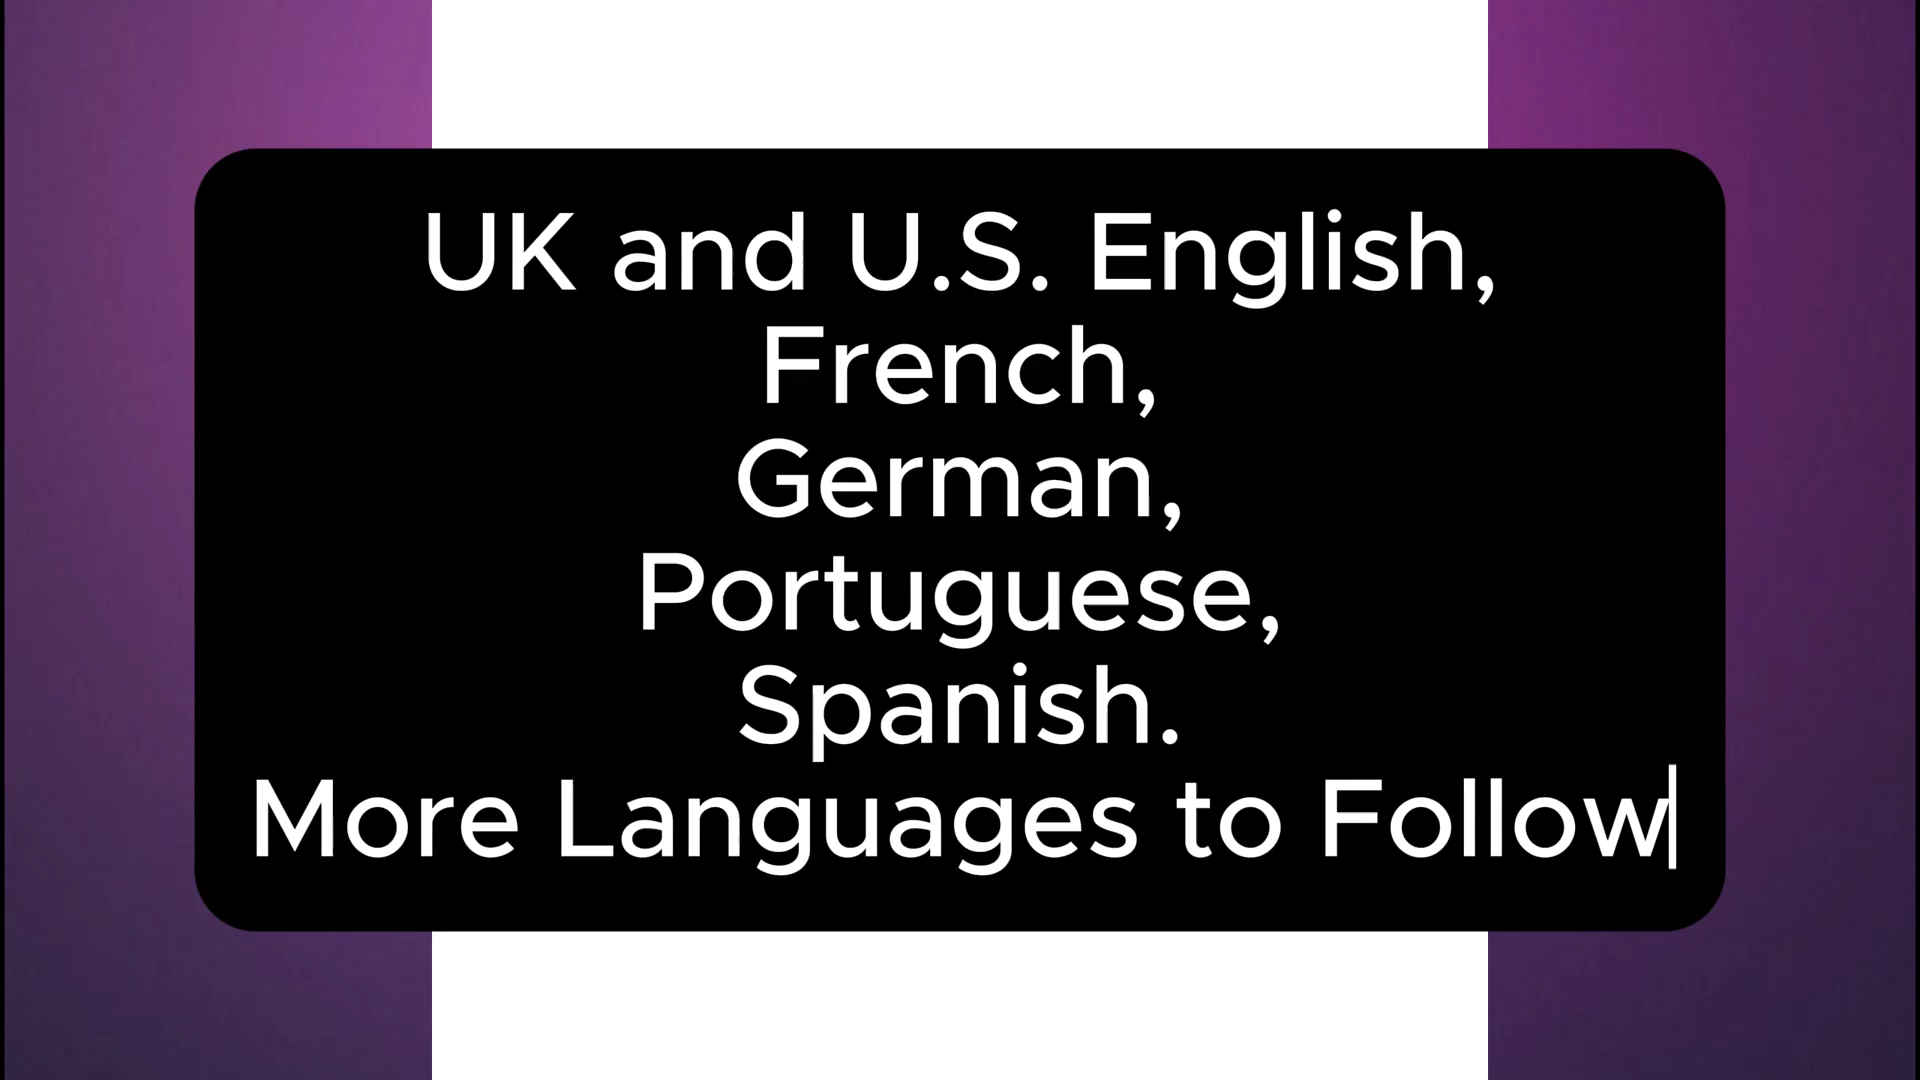 UK and U.S. English,
French,
German,
Portuguese,
Spanish.
More Languages to Follow